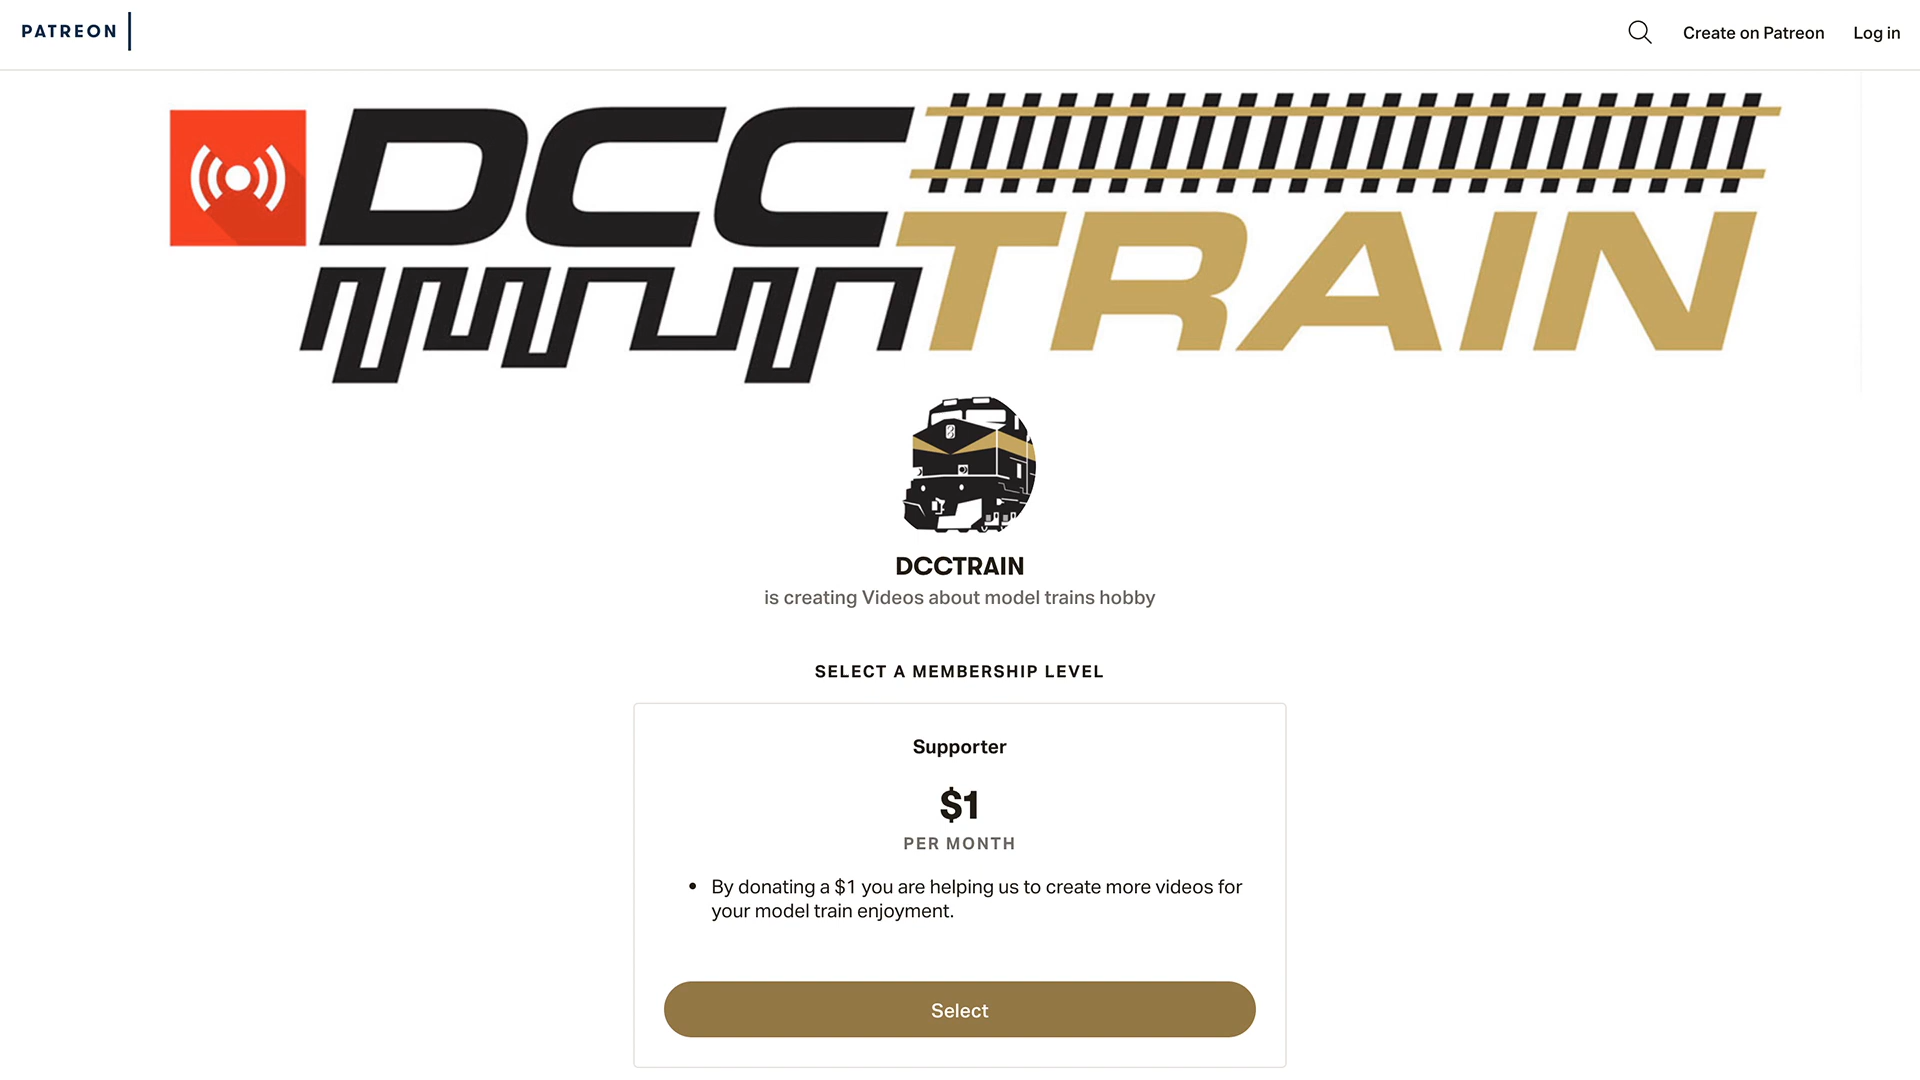 PATREON
Create on Patreon
Log in
DCC
TRAIN
DCCTRAIN
is creating Videos about model trains hobby
SELECT A MEMBERSHIP LEVEL
Supporter
$1
PER MONTH
• By donating a $1 you are helping us to create more videos for
your model train enjoyment.
Select